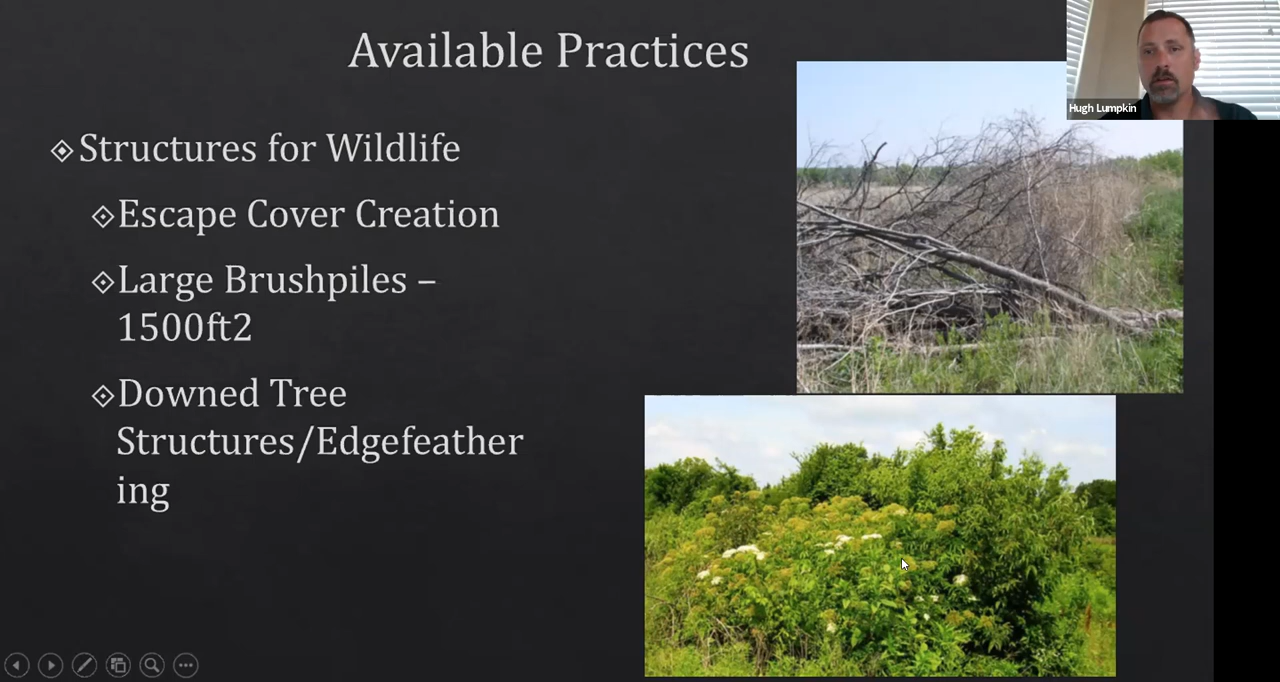 Available Practices
Hugh Lumpkin
Structures for Wildlife
Escape Cover Creation
Large Brushpiles –
1500ft2
Downed Tree
Structures/Edgefeather
ing